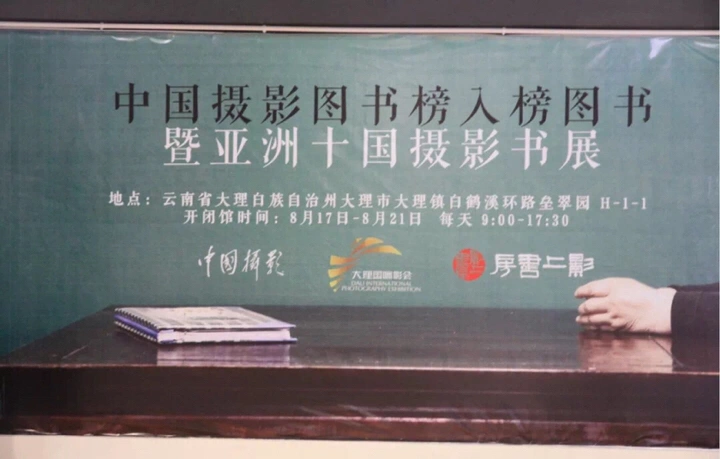 中国摄影图书榜入榜图书
暨亚洲十国摄影书展
地点：云南省大理白族自治州大理市大理镇白鹤溪环路垒翠园 H-1-1
开闭馆时间：8月17日-8月21日 每天 9:00-17:30
中國攝影
大理国际影会
DALI INTERNATIONAL
PHOTOGRAPHY EXHIBITION
影上書房